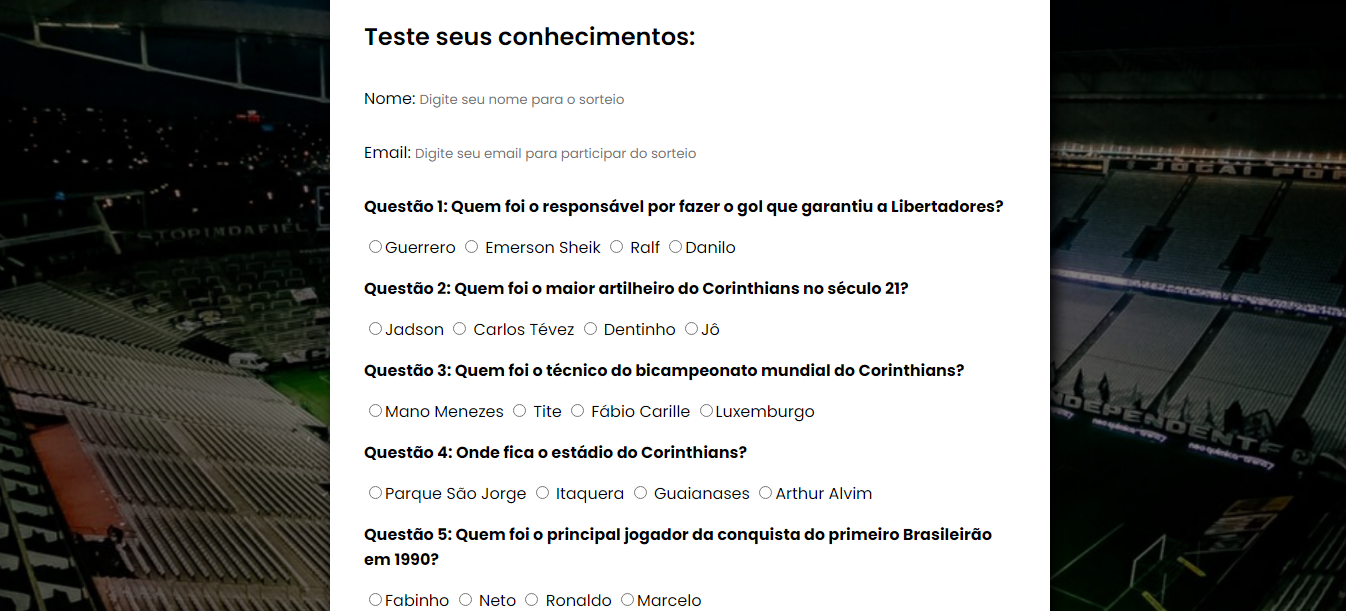 Teste seus conhecimentos:
Nome: Digite seu nome para o sorteio
Email: Digite seu email para participar do sorteio
Questão 1: Quem foi o responsável por fazer o gol que garantiu a Libertadores?
Guerrero Emerson Sheik Ralf Danilo
Questão 2: Quem foi o maior artilheiro do Corinthians no século 21?
Jadson Carlos Tévez Dentinho Jô
Questão 3: Quem foi o técnico do bicampeonato mundial do Corinthians?
Mano Menezes Tite Fábio Carille Luxemburgo
Questão 4: Onde fica o estádio do Corinthians?
Parque São Jorge Itaquera Guaianases Arthur Alvim
Questão 5: Quem foi o principal jogador da conquista do primeiro Brasileirão
em 1990?
Fabinho Neto Ronaldo Marcelo
STOPIMDAFIEL
JOGAI POR
INDEPENDENTE